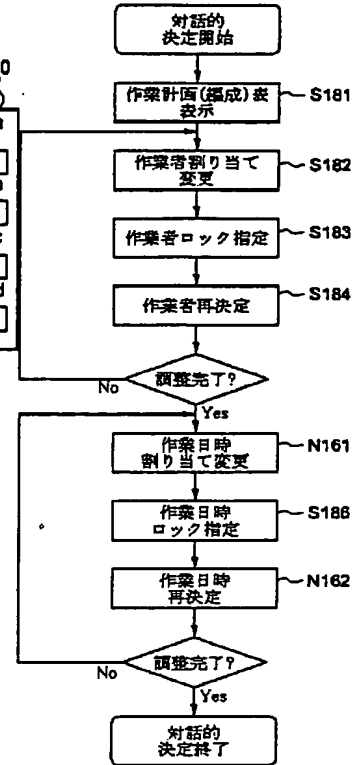 対話的
決定開始
作業計画(編成)表
表示
S181
作業者割り当て
変更
S182
作業者ロック指定
S183
作業者再決定
S184
調整完了?
No
Yes
作業日時
割り当て変更
N161
作業日時
ロック指定
S186
作業日時
再決定
N162
調整完了?
No
Yes
対話的
決定終了